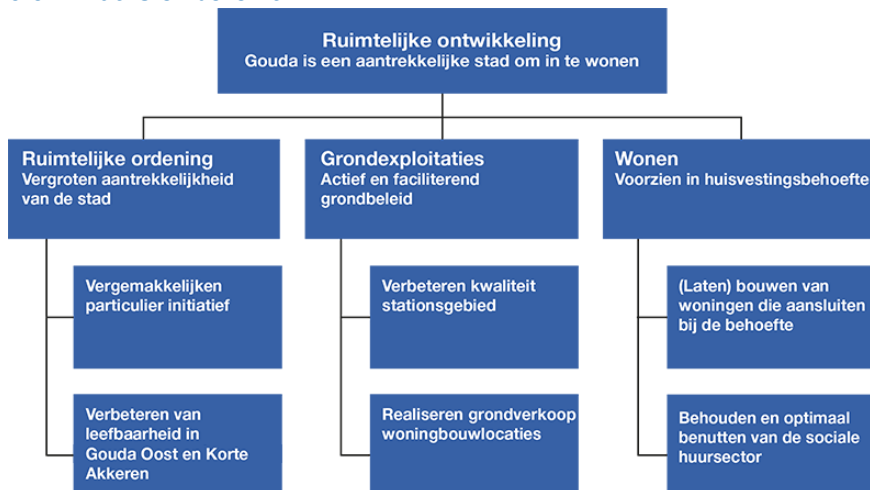 Ruimtelijke ontwikkeling
Gouda is een aantrekkelijke stad om in te wonen
Ruimtelijke ordening
Vergroten aantrekkelijkheid
van de stad
Grondexploitaties
Actief en faciliterend
grondbeleid
Wonen
Voorzien in huisvestingsbehoefte
Vergemakkelijken
particulier initiatief
Verbeteren kwaliteit
stationsgebied
(Laten) bouwen van
woningen die aansluiten
bij de behoefte
Verbeteren van
leefbaarheid in
Gouda Oost en Korte
Akkeren
Realiseren grondverkoop
woningbouwlocaties
Behouden en optimaal
benutten van de sociale
huursector